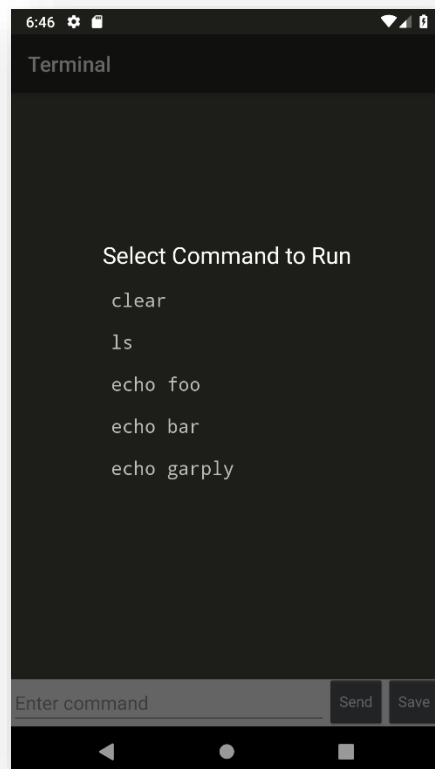 6:46
Terminal
Select Command to Run
clear
ls
echo foo
echo bar
echo garply
Enter command
Send
Save